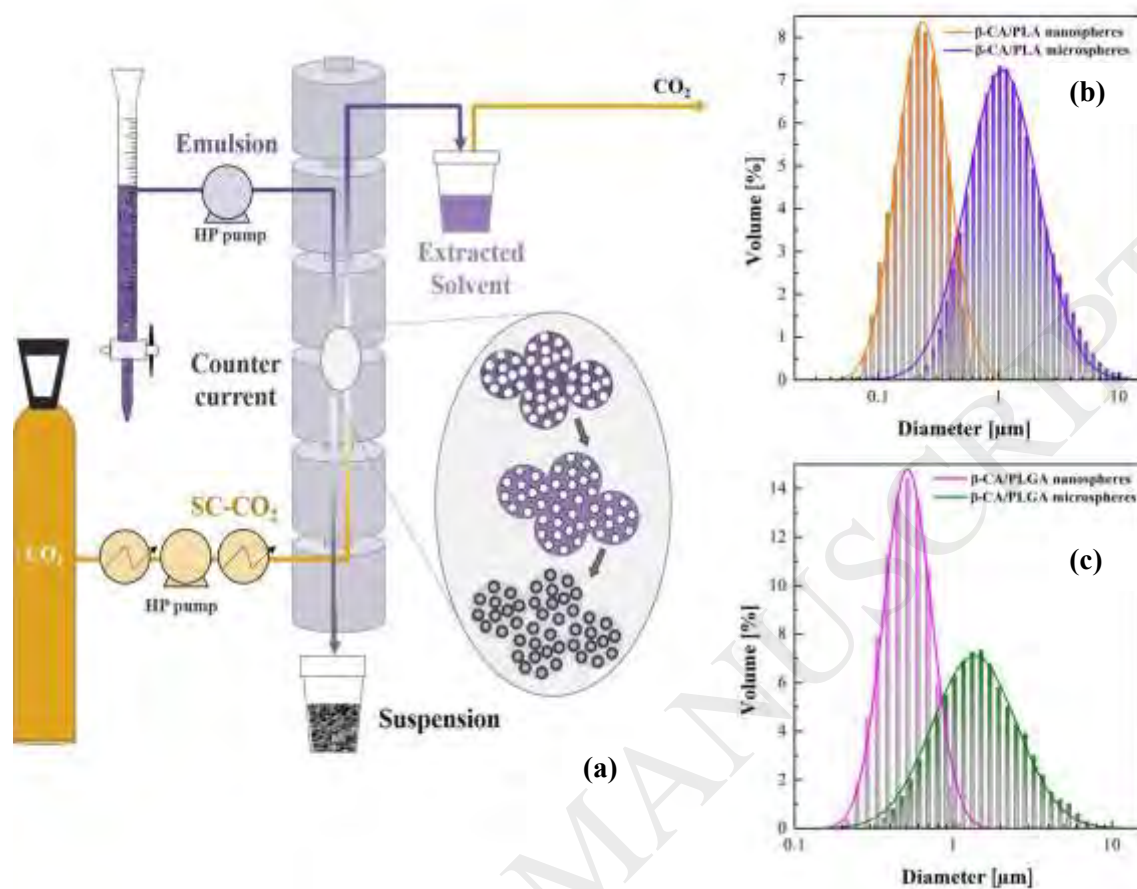 Emulsion
HP pump
CO₂
Extracted
Solvent
Counter
current
SC-CO₂
CO₂
HP pump
Suspension
(a)
β-CA/PLA nanospheres
β-CA/PLA microspheres
(b)
Volume [%]
8
7
6
5
4
3
2
1
0
0.1
1
10
Diameter [µm]
β-CA/PLGA nanospheres
β-CA/PLGA microspheres
(c)
Volume [%]
14
12
10
8
6
4
2
0
0.1
1
10
Diameter [µm]
MANUSCRIPT